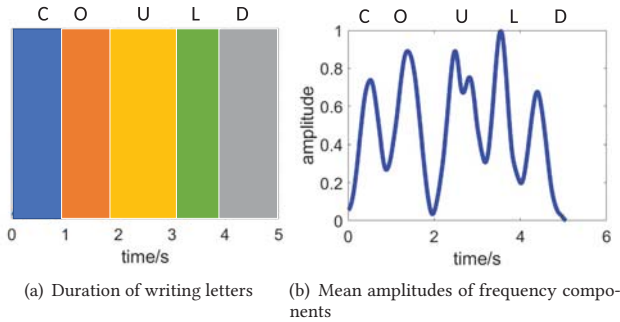 C O U L D
0 1 2 3 4 5
time/s
(a) Duration of writing letters
C O U L D
amplitude
1
0.8
0.6
0.4
0.2
0
0 2 4 6
time/s
(b) Mean amplitudes of frequency compo-
nents